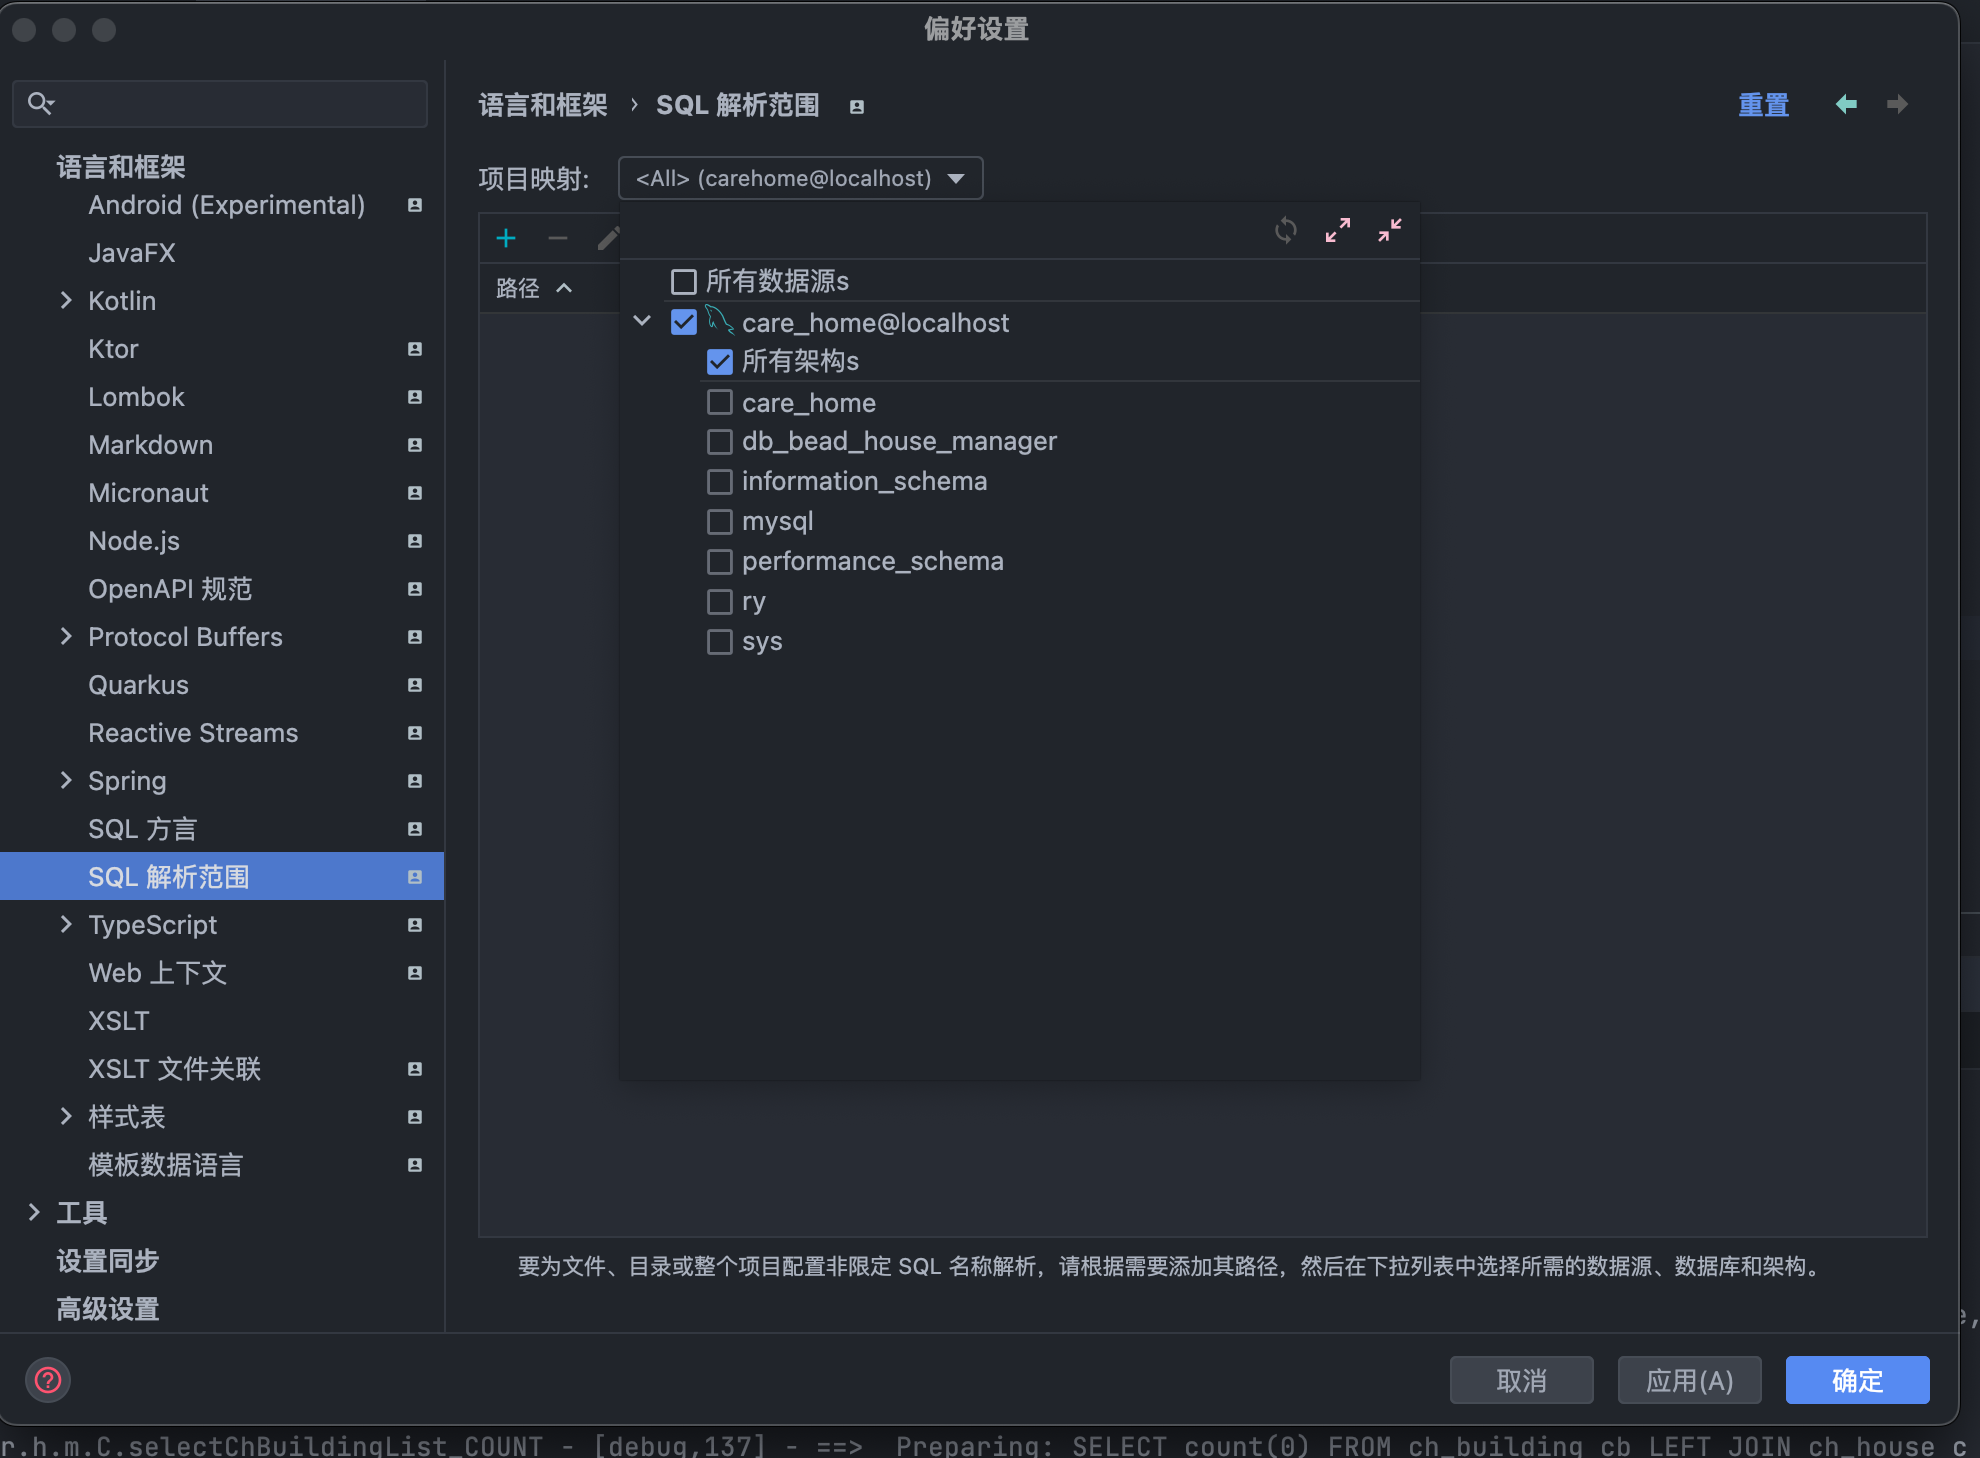 偏好设置
语言和框架
Android (Experimental)
JavaFX
Kotlin
Ktor
Lombok
Markdown
Micronaut
Node.js
OpenAPI 规范
Protocol Buffers
Quarkus
Reactive Streams
Spring
SQL 方言
SQL 解析范围
TypeScript
Web 上下文
XSLT
XSLT 文件关联
样式表
模板数据语言
工具
设置同步
高级设置
语言和框架 › SQL 解析范围
重置
项目映射: <All> (carehome@localhost)
路径
所有数据源s
care_home@localhost
所有架构s
care_home
db_bead_house_manager
information_schema
mysql
performance_schema
ry
sys
要为文件、目录或整个项目配置非限定 SQL 名称解析，请根据需要添加其路径，然后在下拉列表中选择所需的数据源、数据库和架构。
取消 应用(A) 确定
r.h.m.C.selectChBuildingList_COUNT - [debug,137] - ==>  Preparing: SELECT count(0) FROM ch_building cb LEFT JOIN ch_house c